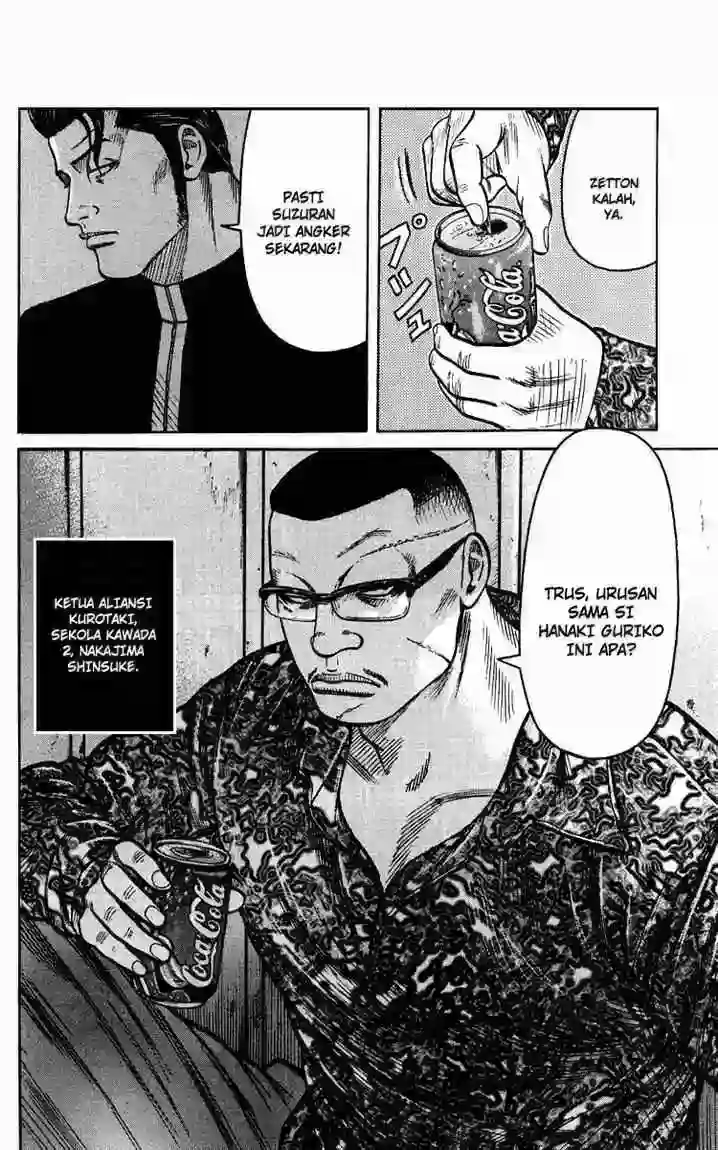 ZETTON
KALAH,
YA.
プシュ
Coca-Cola
PASTI
SUZURAN
JADI ANGKER
SEKARANG!
TRUS, URUSAN
SAMA SI
HANAKI GURIKO
INI APA?
KETUA ALIANSI
KUROTAKI,
SEKOLA KAWADA
2, NAKAJIMA
SHINSUKE.
Coca-Cola